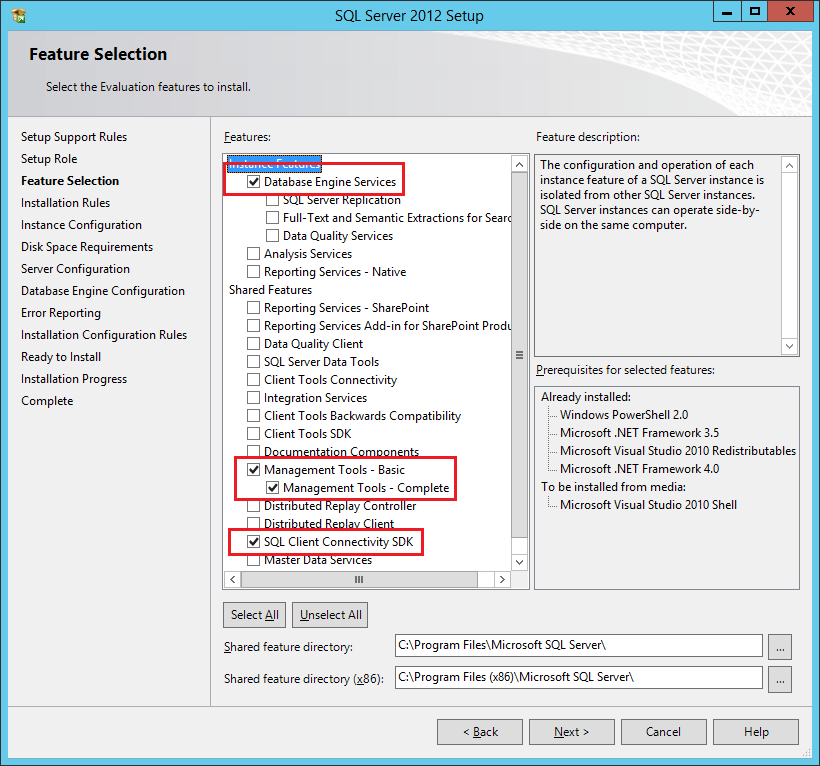 SQL Server 2012 Setup
Feature Selection
Select the Evaluation features to install.
Setup Support Rules
Setup Role
Feature Selection
Installation Rules
Instance Configuration
Disk Space Requirements
Server Configuration
Database Engine Configuration
Error Reporting
Installation Configuration Rules
Ready to Install
Installation Progress
Complete
Features:
Instance Features
Database Engine Services
SQL Server Replication
Full-Text and Semantic Extractions for Searc
Data Quality Services
Analysis Services
Reporting Services - Native
Shared Features
Reporting Services - SharePoint
Reporting Services Add-in for SharePoint Produ
Data Quality Client
SQL Server Data Tools
Client Tools Connectivity
Integration Services
Client Tools Backwards Compatibility
Client Tools SDK
Documentation Components
Management Tools - Basic
Management Tools - Complete
Distributed Replay Controller
Distributed Replay Client
SQL Client Connectivity SDK
Master Data Services
Feature description:
The configuration and operation of each
instance feature of a SQL Server instance is
isolated from other SQL Server instances.
SQL Server instances can operate side-by-
side on the same computer.
Prerequisites for selected features:
Already installed:
Windows PowerShell 2.0
Microsoft .NET Framework 3.5
Microsoft Visual Studio 2010 Redistributables
Microsoft .NET Framework 4.0
To be installed from media:
Microsoft Visual Studio 2010 Shell
Select All
Unselect All
Shared feature directory:
C:\Program Files\Microsoft SQL Server\
...
Shared feature directory (x86):
C:\Program Files (x86)\Microsoft SQL Server\
...
< Back
Next >
Cancel
Help